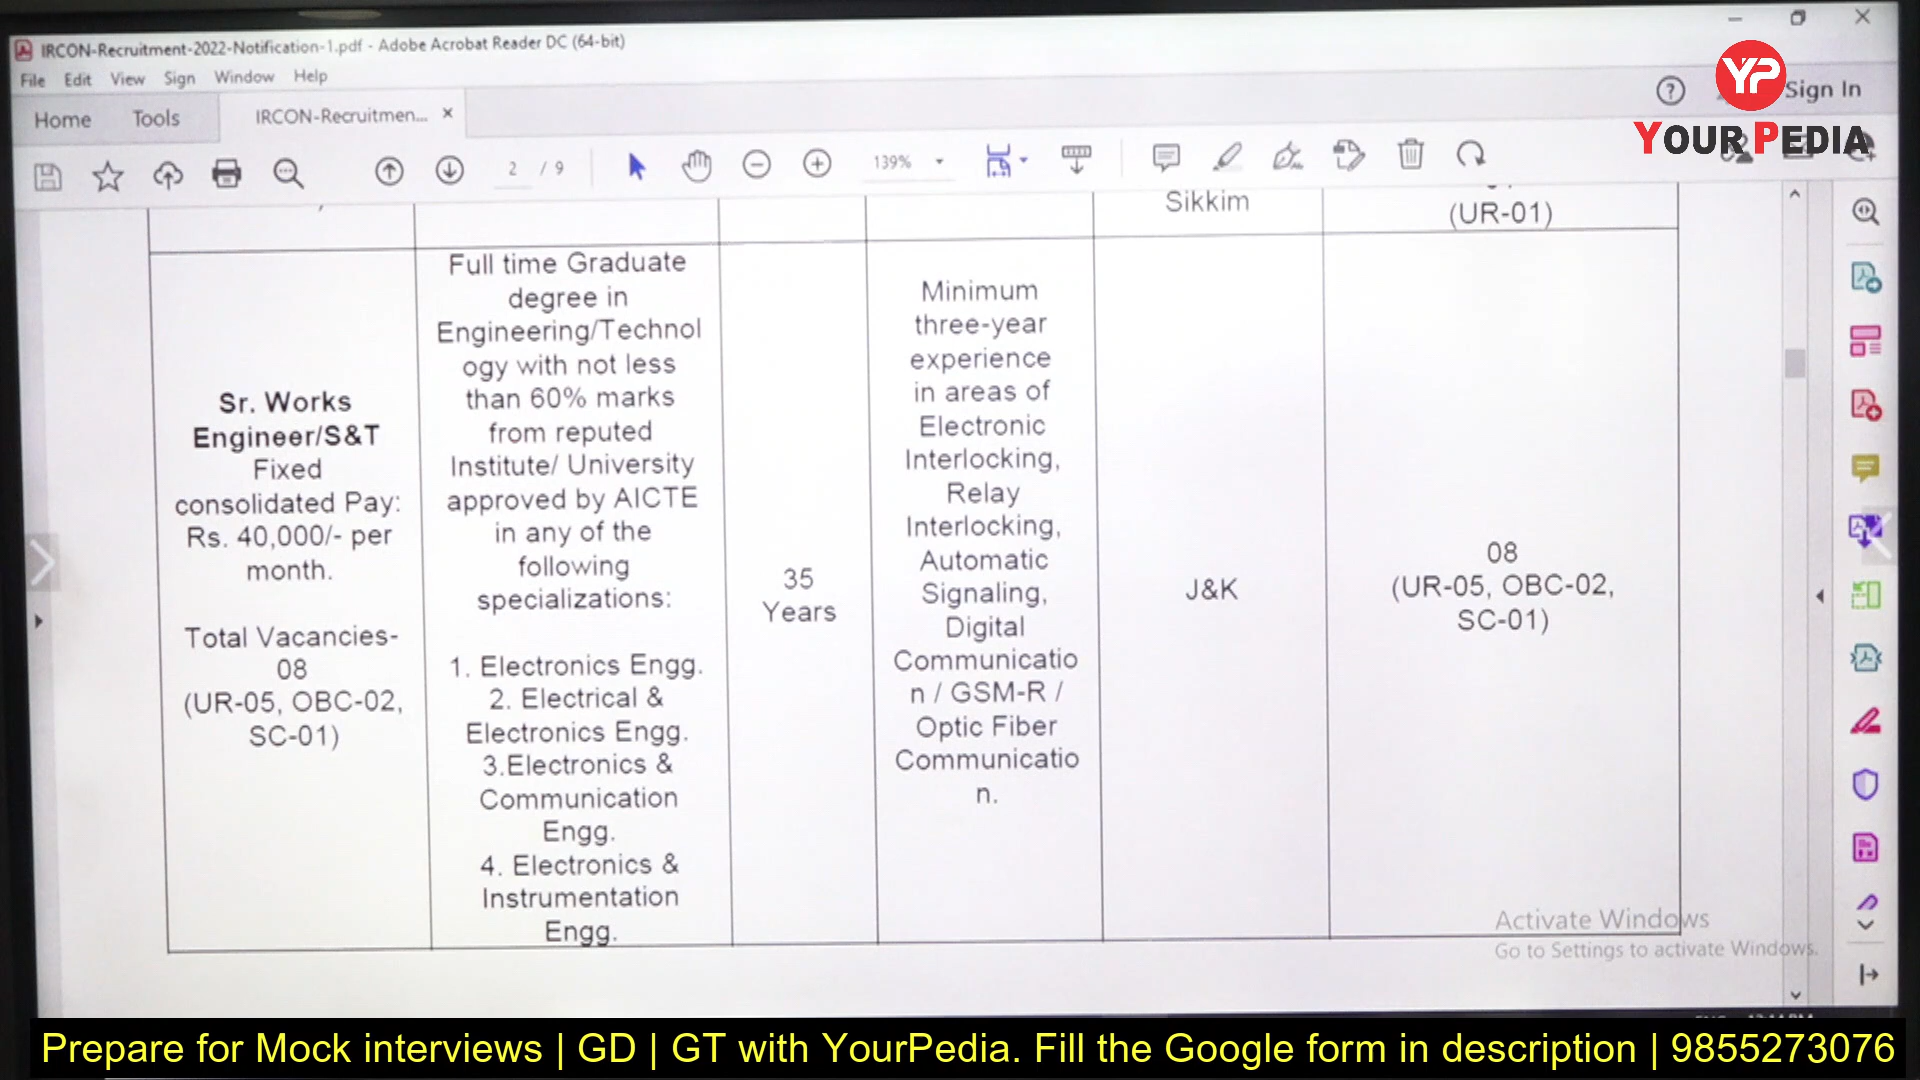 IRCON-Recruitment-2022-Notification-1.pdf - Adobe Acrobat Reader DC (64-bit)
File Edit View Sign Window Help
Home Tools IRCON-Recruitmen... ×
Sign In
YP
YOUR PEDIA
2 / 9
139%
Sikkim
(UR-01)
Sr. Works
Engineer/S&T
Fixed
consolidated Pay:
Rs. 40,000/- per
month.
Total Vacancies-
08
(UR-05, OBC-02,
SC-01)
Full time Graduate
degree in
Engineering/Technol
ogy with not less
than 60% marks
from reputed
Institute/ University
approved by AICTE
in any of the
following
specializations:
1. Electronics Engg.
2. Electrical &
Electronics Engg.
3.Electronics &
Communication
Engg.
4. Electronics &
Instrumentation
Engg.
35
Years
Minimum
three-year
experience
in areas of
Electronic
Interlocking,
Relay
Interlocking,
Automatic
Signaling,
Digital
Communicatio
n / GSM-R /
Optic Fiber
Communicatio
n.
J&K
08
(UR-05, OBC-02,
SC-01)
Activate Windows
Go to Settings to activate Windows.
Prepare for Mock interviews | GD | GT with YourPedia. Fill the Google form in description | 9855273076